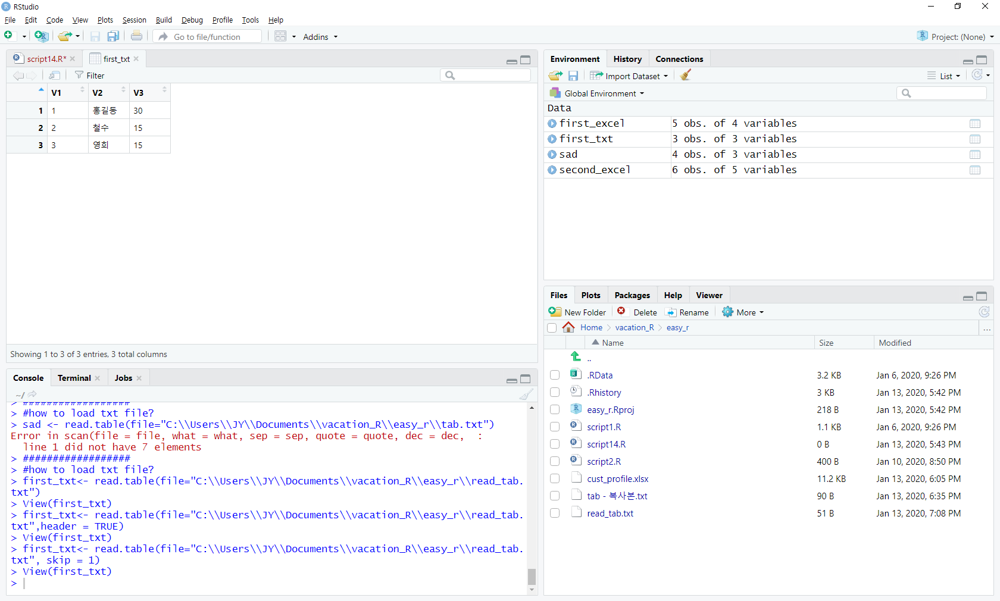 RStudio
File Edit Code View Plots Session Build Debug Profile Tools Help
Go to file/function Addins Project: (None)
script14.R* first_txt
Filter
V1 V2 V3
1 1 홍길동 30
2 2 철수 15
3 3 영희 15
Showing 1 to 3 of 3 entries, 3 total columns
Console Terminal Jobs
~/
> ##################
> #how to load txt file?
> sad <- read.table(file="C:\\Users\\JY\\Documents\\vacation_R\\easy_r\\tab.txt")
Error in scan(file = file, what = what, sep = sep, quote = quote, dec = dec,  :
  line 1 did not have 7 elements
> ##################
> #how to load txt file?
> first_txt<- read.table(file="C:\\Users\\JY\\Documents\\vacation_R\\easy_r\\read_tab.
txt")
> View(first_txt)
> first_txt<- read.table(file="C:\\Users\\JY\\Documents\\vacation_R\\easy_r\\read_tab.
txt",header = TRUE)
> View(first_txt)
> first_txt<- read.table(file="C:\\Users\\JY\\Documents\\vacation_R\\easy_r\\read_tab.
txt", skip = 1)
> View(first_txt)
>
Environment History Connections
Import Dataset List
Global Environment
Data
first_excel 5 obs. of 4 variables
first_txt 3 obs. of 3 variables
sad 4 obs. of 3 variables
second_excel 6 obs. of 5 variables
Files Plots Packages Help Viewer
New Folder Delete Rename More
Home > vacation_R > easy_r ...
Name Size Modified
..
.RData 3.2 KB Jan 6, 2020, 9:26 PM
.Rhistory 3 KB Jan 13, 2020, 5:42 PM
easy_r.Rproj 218 B Jan 13, 2020, 5:42 PM
script1.R 1.1 KB Jan 6, 2020, 9:26 PM
script14.R 0 B Jan 13, 2020, 5:43 PM
script2.R 400 B Jan 10, 2020, 8:50 PM
cust_profile.xlsx 11.2 KB Jan 13, 2020, 6:05 PM
tab - 복사본.txt 90 B Jan 13, 2020, 6:35 PM
read_tab.txt 51 B Jan 13, 2020, 7:08 PM